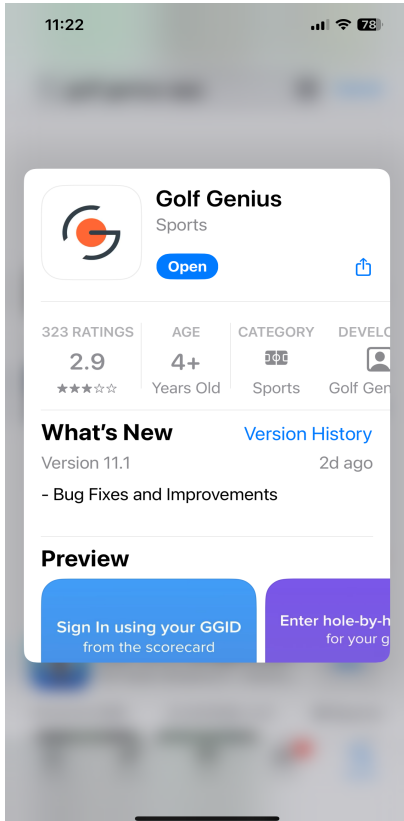 11:22
78
Golf Genius
Sports
Open
323 RATINGS
2.9
AGE
4+
Years Old
CATEGORY
Sports
DEVELO
Golf Gen
What's New
Version History
Version 11.1
2d ago
- Bug Fixes and Improvements
Preview
Sign In using your GGID
from the scorecard
Enter hole-by-h
for your g